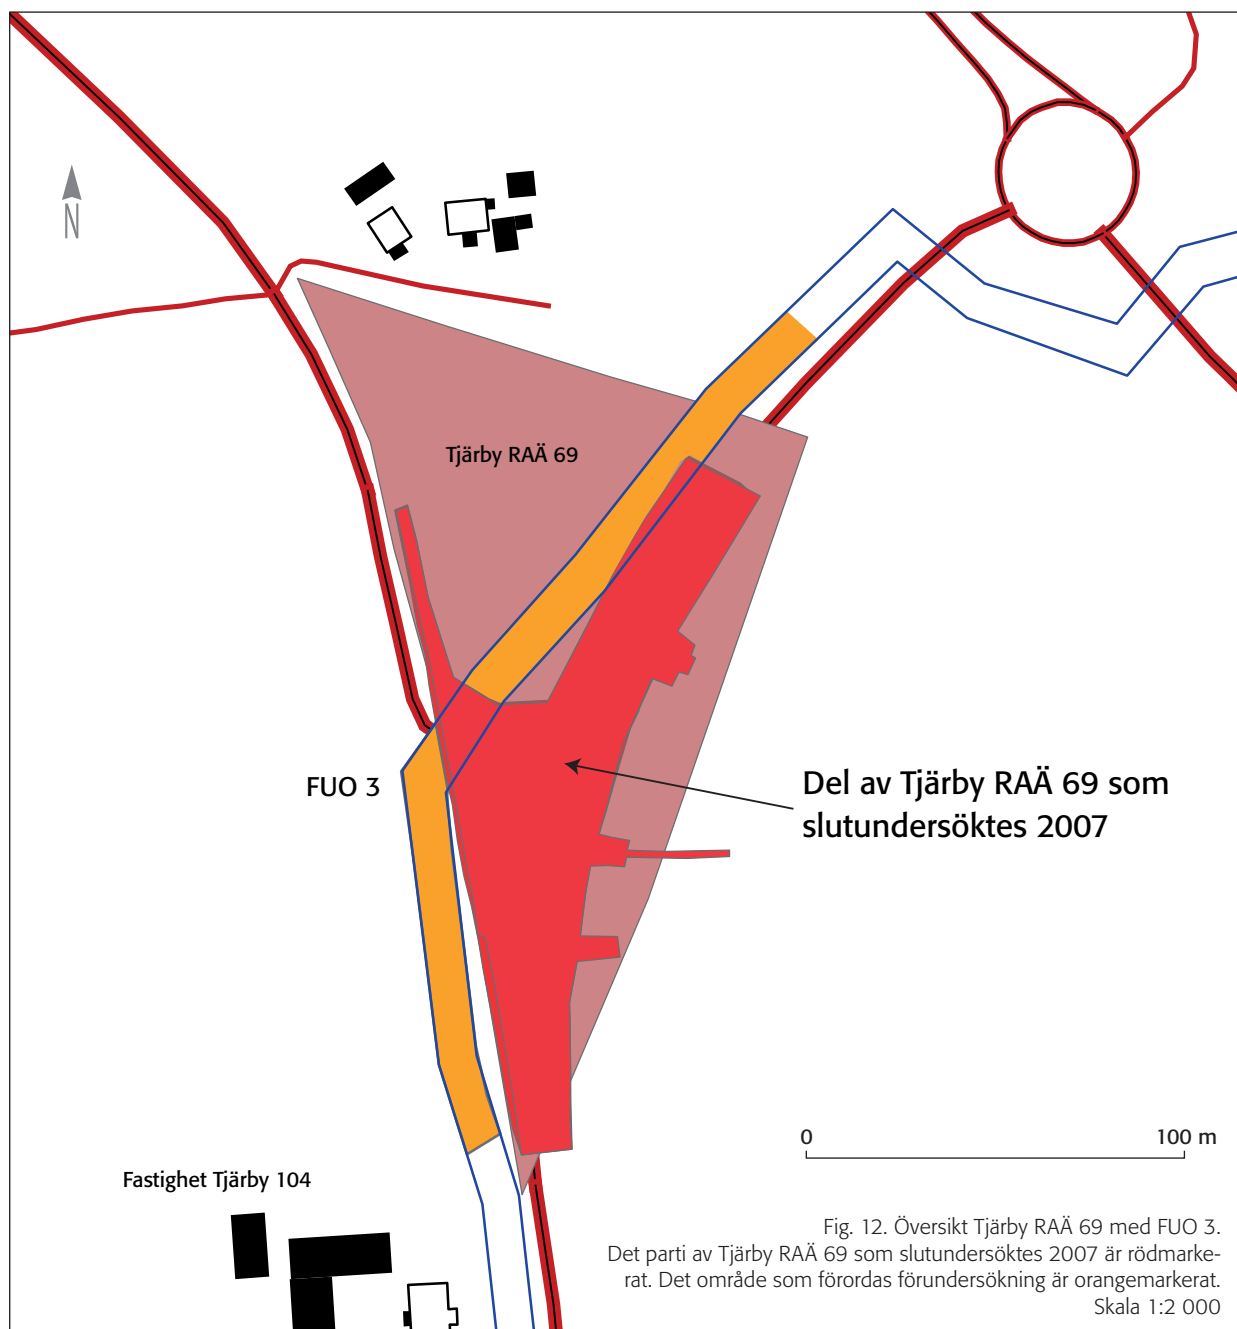 N
Tjärby RAÄ 69
FUO 3
Del av Tjärby RAÄ 69 som
slutundersöktes 2007
0
100 m
Fastighet Tjärby 104
Fig. 12. Översikt Tjärby RAÄ 69 med FUO 3.
Det parti av Tjärby RAÄ 69 som slutundersöktes 2007 är rödmarke-
rat. Det område som förordas förundersökning är orangemarkerat.
Skala 1:2 000